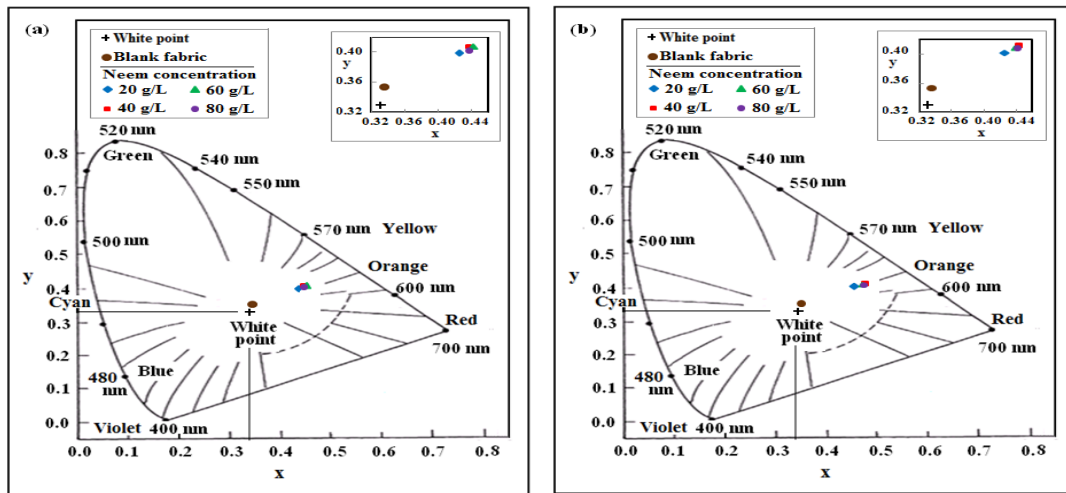 (a)
White point
Blank fabric
Neem concentration
20 g/L 60 g/L
40 g/L 80 g/L
0.40
y
0.36
0.32
0.32 0.36 0.40 0.44
x
520 nm
Green
540 nm
550 nm
570 nm
Yellow
Orange
600 nm
Red
700 nm
500 nm
Cyan
White
point
Blue
480
nm
Violet 400 nm
0.8
0.7
0.6
0.5
y
0.4
0.3
0.2
0.1
0.0
0.0 0.1 0.2 0.3 0.4 0.5 0.6 0.7 0.8
x
(b)
White point
Blank fabric
Neem concentration
20 g/L 60 g/L
40 g/L 80 g/L
0.40
y
0.36
0.32
0.32 0.36 0.40 0.44
x
520 nm
Green
540 nm
550 nm
570 nm
Yellow
Orange
600 nm
Red
700 nm
500 nm
Cyan
White
point
Blue
480
nm
Violet 400 nm
0.8
0.7
0.6
0.5
y
0.4
0.3
0.2
0.1
0.0
0.0 0.1 0.2 0.3 0.4 0.5 0.6 0.7 0.8
x